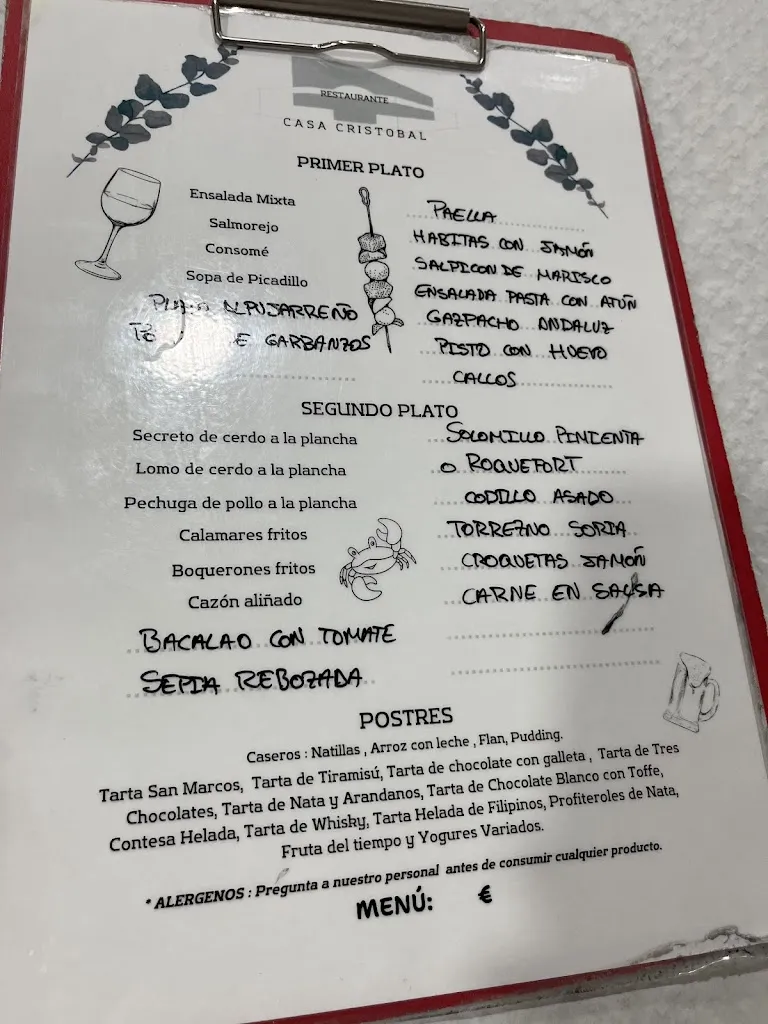 RESTAURANTE
CASA CRISTOBAL
PRIMER PLATO
Ensalada Mixta
Salmorejo
Consomé
Sopa de Picadillo
ALPUJARREÑO
GARBANZOS
PAELLA
HABITAS CON JAMÓN
SALPICON DE MARISCO
ENSALADA PASTA CON ATÚN
GAZPACHO ANDALUZ
PISTO CON HUEVO
CALLOS
SEGUNDO PLATO
Secreto de cerdo a la plancha
Lomo de cerdo a la plancha
Pechuga de pollo a la plancha
Calamares fritos
Boquerones fritos
Cazón aliñado
BACALAO CON TOMATE
SEPIA REBOZADA
SOLOMILLO PIMIENTA
O ROQUEFORT
CODILLO ASADO
TORREZNO SORIA
CROQUETAS JAMÓN
CARNE EN SALSA
POSTRES
Caseros : Natillas , Arroz con leche , Flan, Pudding.
Tarta San Marcos, Tarta de Tiramisú, Tarta de chocolate con galleta , Tarta de Tres
Chocolates, Tarta de Nata y Arandanos, Tarta de Chocolate Blanco con Toffe,
Contesa Helada, Tarta de Whisky, Tarta Helada de Filipinos, Profiteroles de Nata,
Fruta del tiempo y Yogures Variados.
* ALERGENOS : Pregunta a nuestro personal antes de consumir cualquier producto.
MENÚ: €